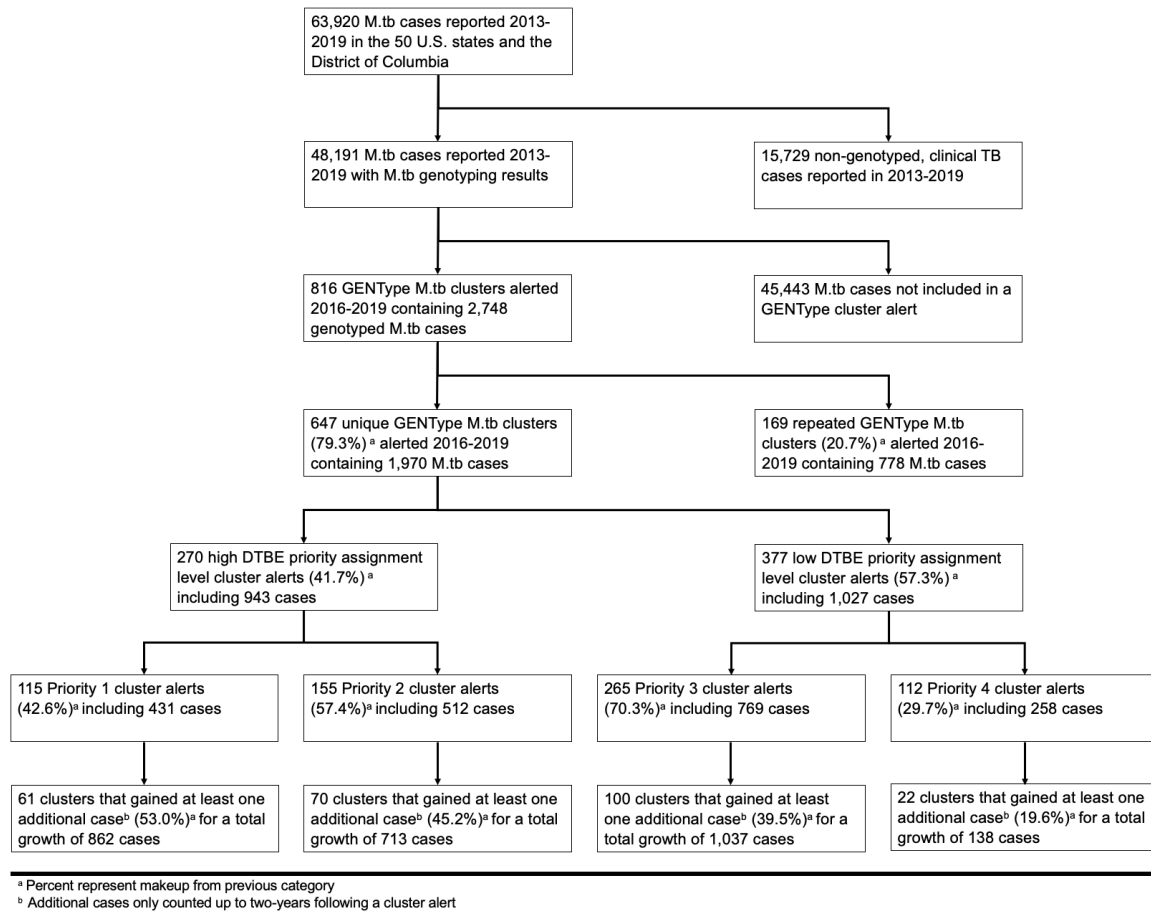 63,920 M.tb cases reported 2013-
2019 in the 50 U.S. states and the
District of Columbia
48,191 M.tb cases reported 2013-
2019 with M.tb genotyping results
15,729 non-genotyped, clinical TB
cases reported in 2013-2019
816 GENType M.tb clusters alerted
2016-2019 containing 2,748
genotyped M.tb cases
45,443 M.tb cases not included in a
GENType cluster alert
647 unique GENType M.tb clusters
(79.3%) ᵃ alerted 2016-2019
containing 1,970 M.tb cases
169 repeated GENType M.tb
clusters (20.7%) ᵃ alerted 2016-
2019 containing 778 M.tb cases
270 high DTBE priority assignment
level cluster alerts (41.7%) ᵃ
including 943 cases
377 low DTBE priority assignment
level cluster alerts (57.3%) ᵃ
including 1,027 cases
115 Priority 1 cluster alerts
(42.6%)ᵃ including 431 cases
155 Priority 2 cluster alerts
(57.4%)ᵃ including 512 cases
265 Priority 3 cluster alerts
(70.3%)ᵃ including 769 cases
112 Priority 4 cluster alerts
(29.7%)ᵃ including 258 cases
61 clusters that gained at least one
additional caseᵇ (53.0%)ᵃ for a total
growth of 862 cases
70 clusters that gained at least one
additional caseᵇ (45.2%)ᵃ for a total
growth of 713 cases
100 clusters that gained at least
one additional caseᵇ (39.5%)ᵃ for a
total growth of 1,037 cases
22 clusters that gained at least one
additional caseᵇ (19.6%)ᵃ for a total
growth of 138 cases
ᵃ Percent represent makeup from previous category
ᵇ Additional cases only counted up to two-years following a cluster alert